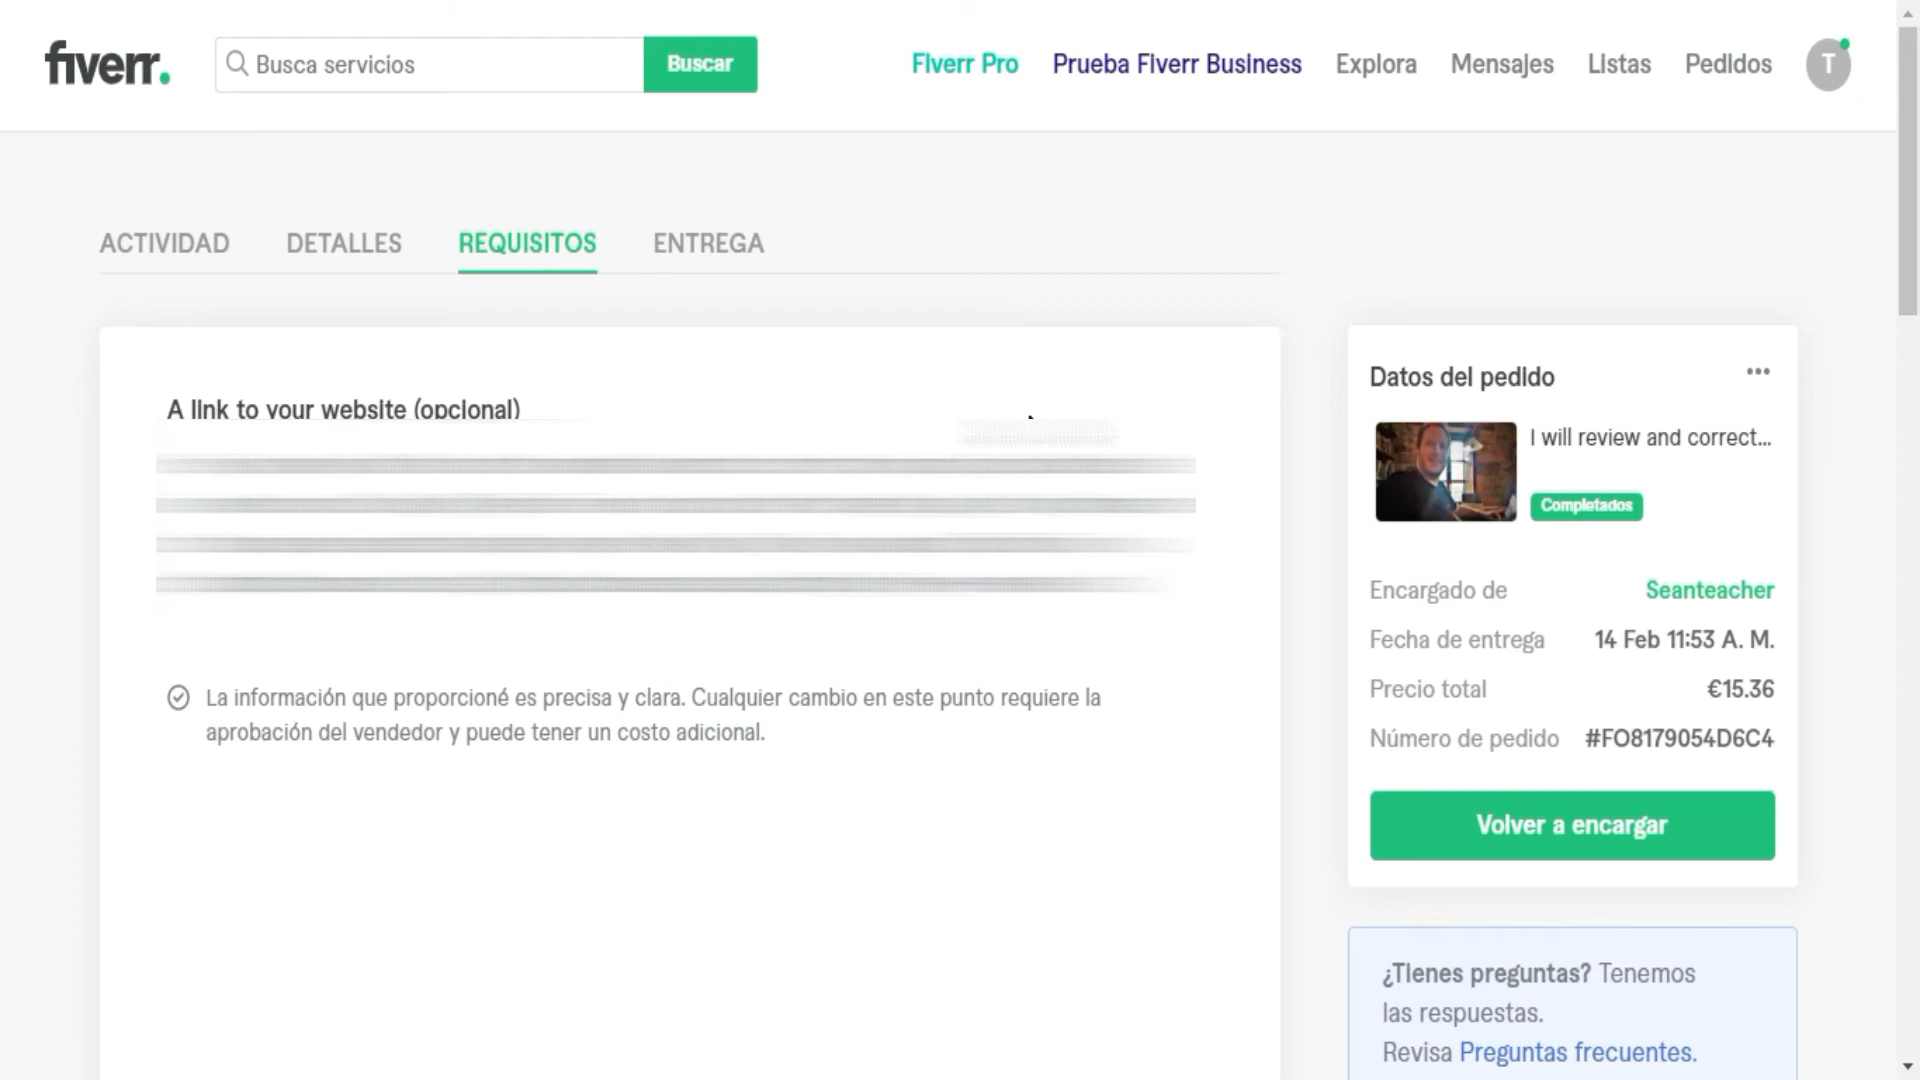 fiverr.
Busca servicios
Buscar
Fiverr Pro
Prueba Fiverr Business
Explora
Mensajes
Listas
Pedidos
T
ACTIVIDAD
DETALLES
REQUISITOS
ENTREGA
A link to your website (opcional)
La información que proporcioné es precisa y clara. Cualquier cambio en este punto requiere la
aprobación del vendedor y puede tener un costo adicional.
Datos del pedido
I will review and correct...
Completados
Encargado de Seanteacher
Fecha de entrega 14 Feb 11:53 A. M.
Precio total €15.36
Número de pedido #FO8179054D6C4
Volver a encargar
¿Tienes preguntas? Tenemos
las respuestas.
Revisa Preguntas frecuentes.